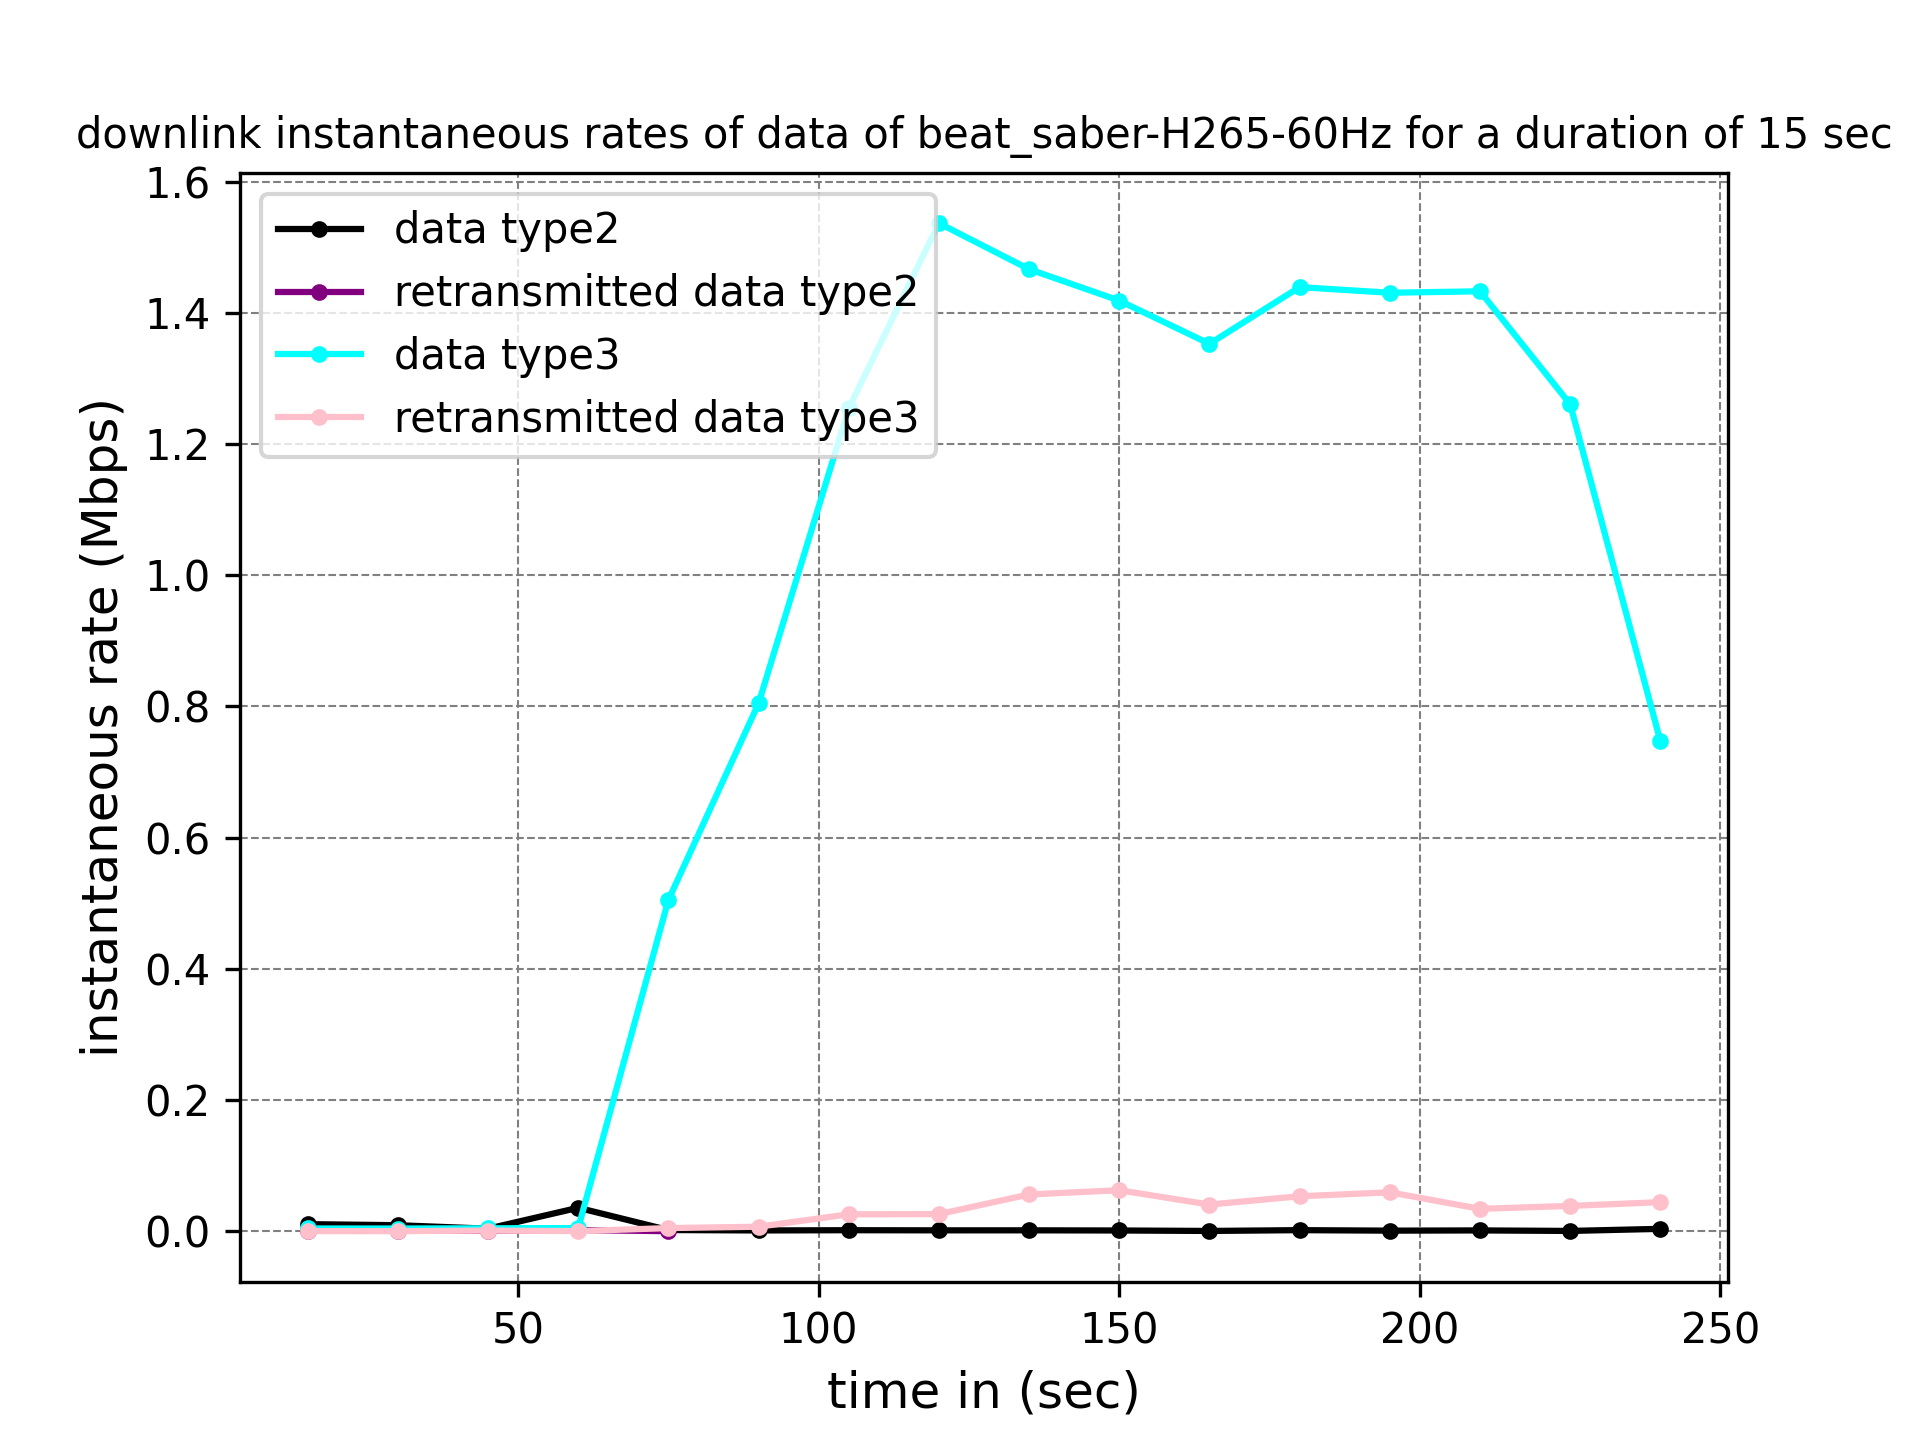 downlink instantaneous rates of data of beat_saber-H265-60Hz for a duration of 15 sec
data type2
retransmitted data type2
data type3
retransmitted data type3
instantaneous rate (Mbps)
1.6
1.4
1.2
1.0
0.8
0.6
0.4
0.2
0.0
50 100 150 200 250
time in (sec)